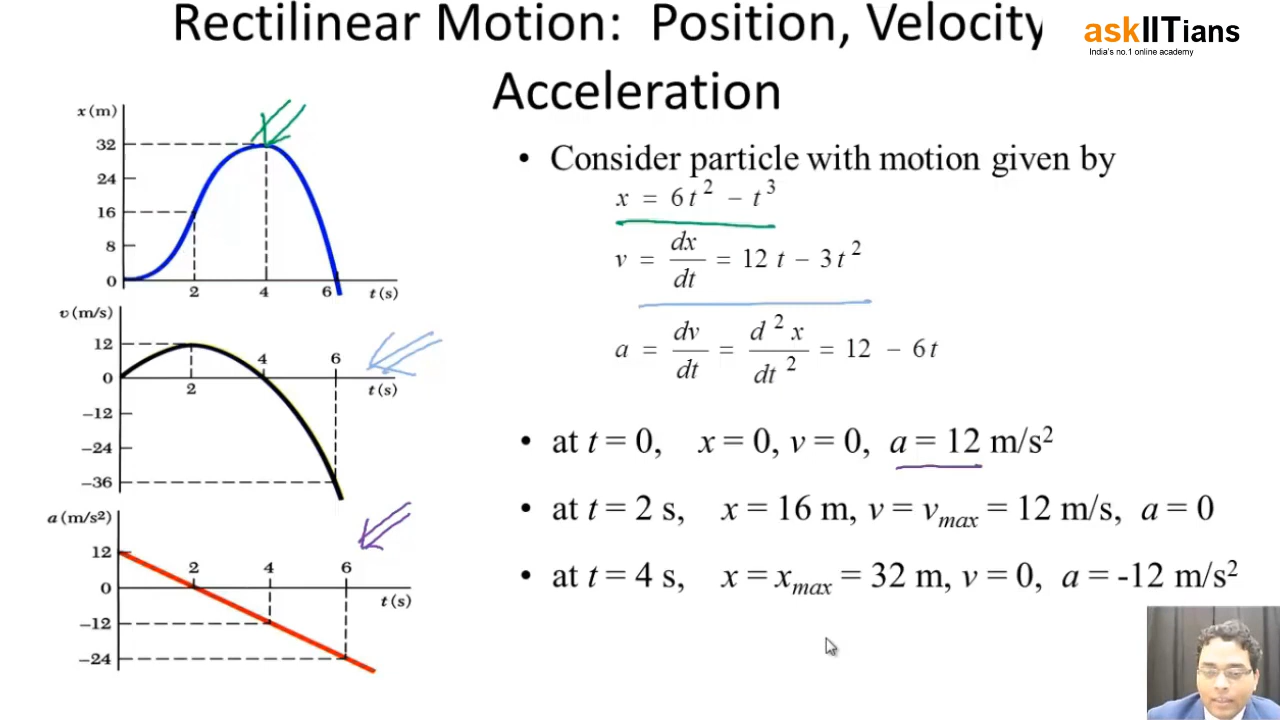 Rectilinear Motion: Position, Velocity
Acceleration
askIITians
India's no.1 online academy
x (m)
32
24
16
8
0
2
4
6
t (s)
v (m/s)
12
0
−12
−24
−36
2
4
6
t (s)
a (m/s²)
12
0
−12
−24
2
4
6
t (s)
• Consider particle with motion given by
x = 6t² − t³
v = dx/dt = 12 t − 3t²
a = dv/dt = d²x/dt² = 12 − 6t
• at t = 0, x = 0, v = 0, a = 12 m/s²
• at t = 2 s, x = 16 m, v = vmax = 12 m/s, a = 0
• at t = 4 s, x = xmax = 32 m, v = 0, a = -12 m/s²